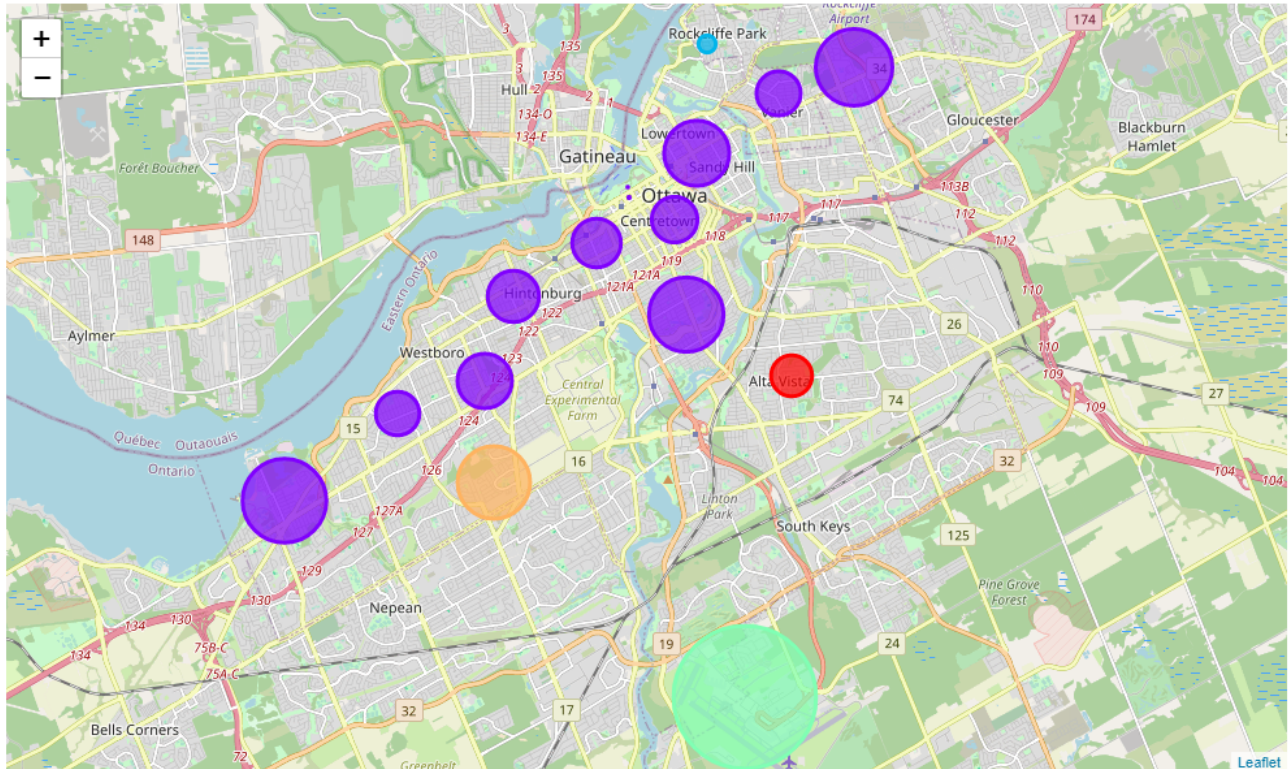 +
−
Rockcliffe
Airport
174
Rockcliffe Park
135
3
3
135
2
2
Hull
34
134-O
134-E
Vanier
Lowertown
Gloucester
Blackburn
Hamlet
Gatineau
Forêt Boucher
Sandy Hill
113B
Ottawa
117
117
112
Centretown
118
148
112
119
121A
121A
110
Eastern Ontario
Hintonburg
122
122
26
Aylmer
110
Westboro
123
109
124
Alta Vista
Central
Experimental
Farm
27
74
109
124
15
Québec
Outaouais
Ontario
126
16
32
104
104
Linton
Park
127A
127
South Keys
125
129
Pine Grove
Forest
130
Nepean
134
130
134
75B-C
75A-C
19
24
32
17
Bells Corners
72
Greenbelt
Leaflet